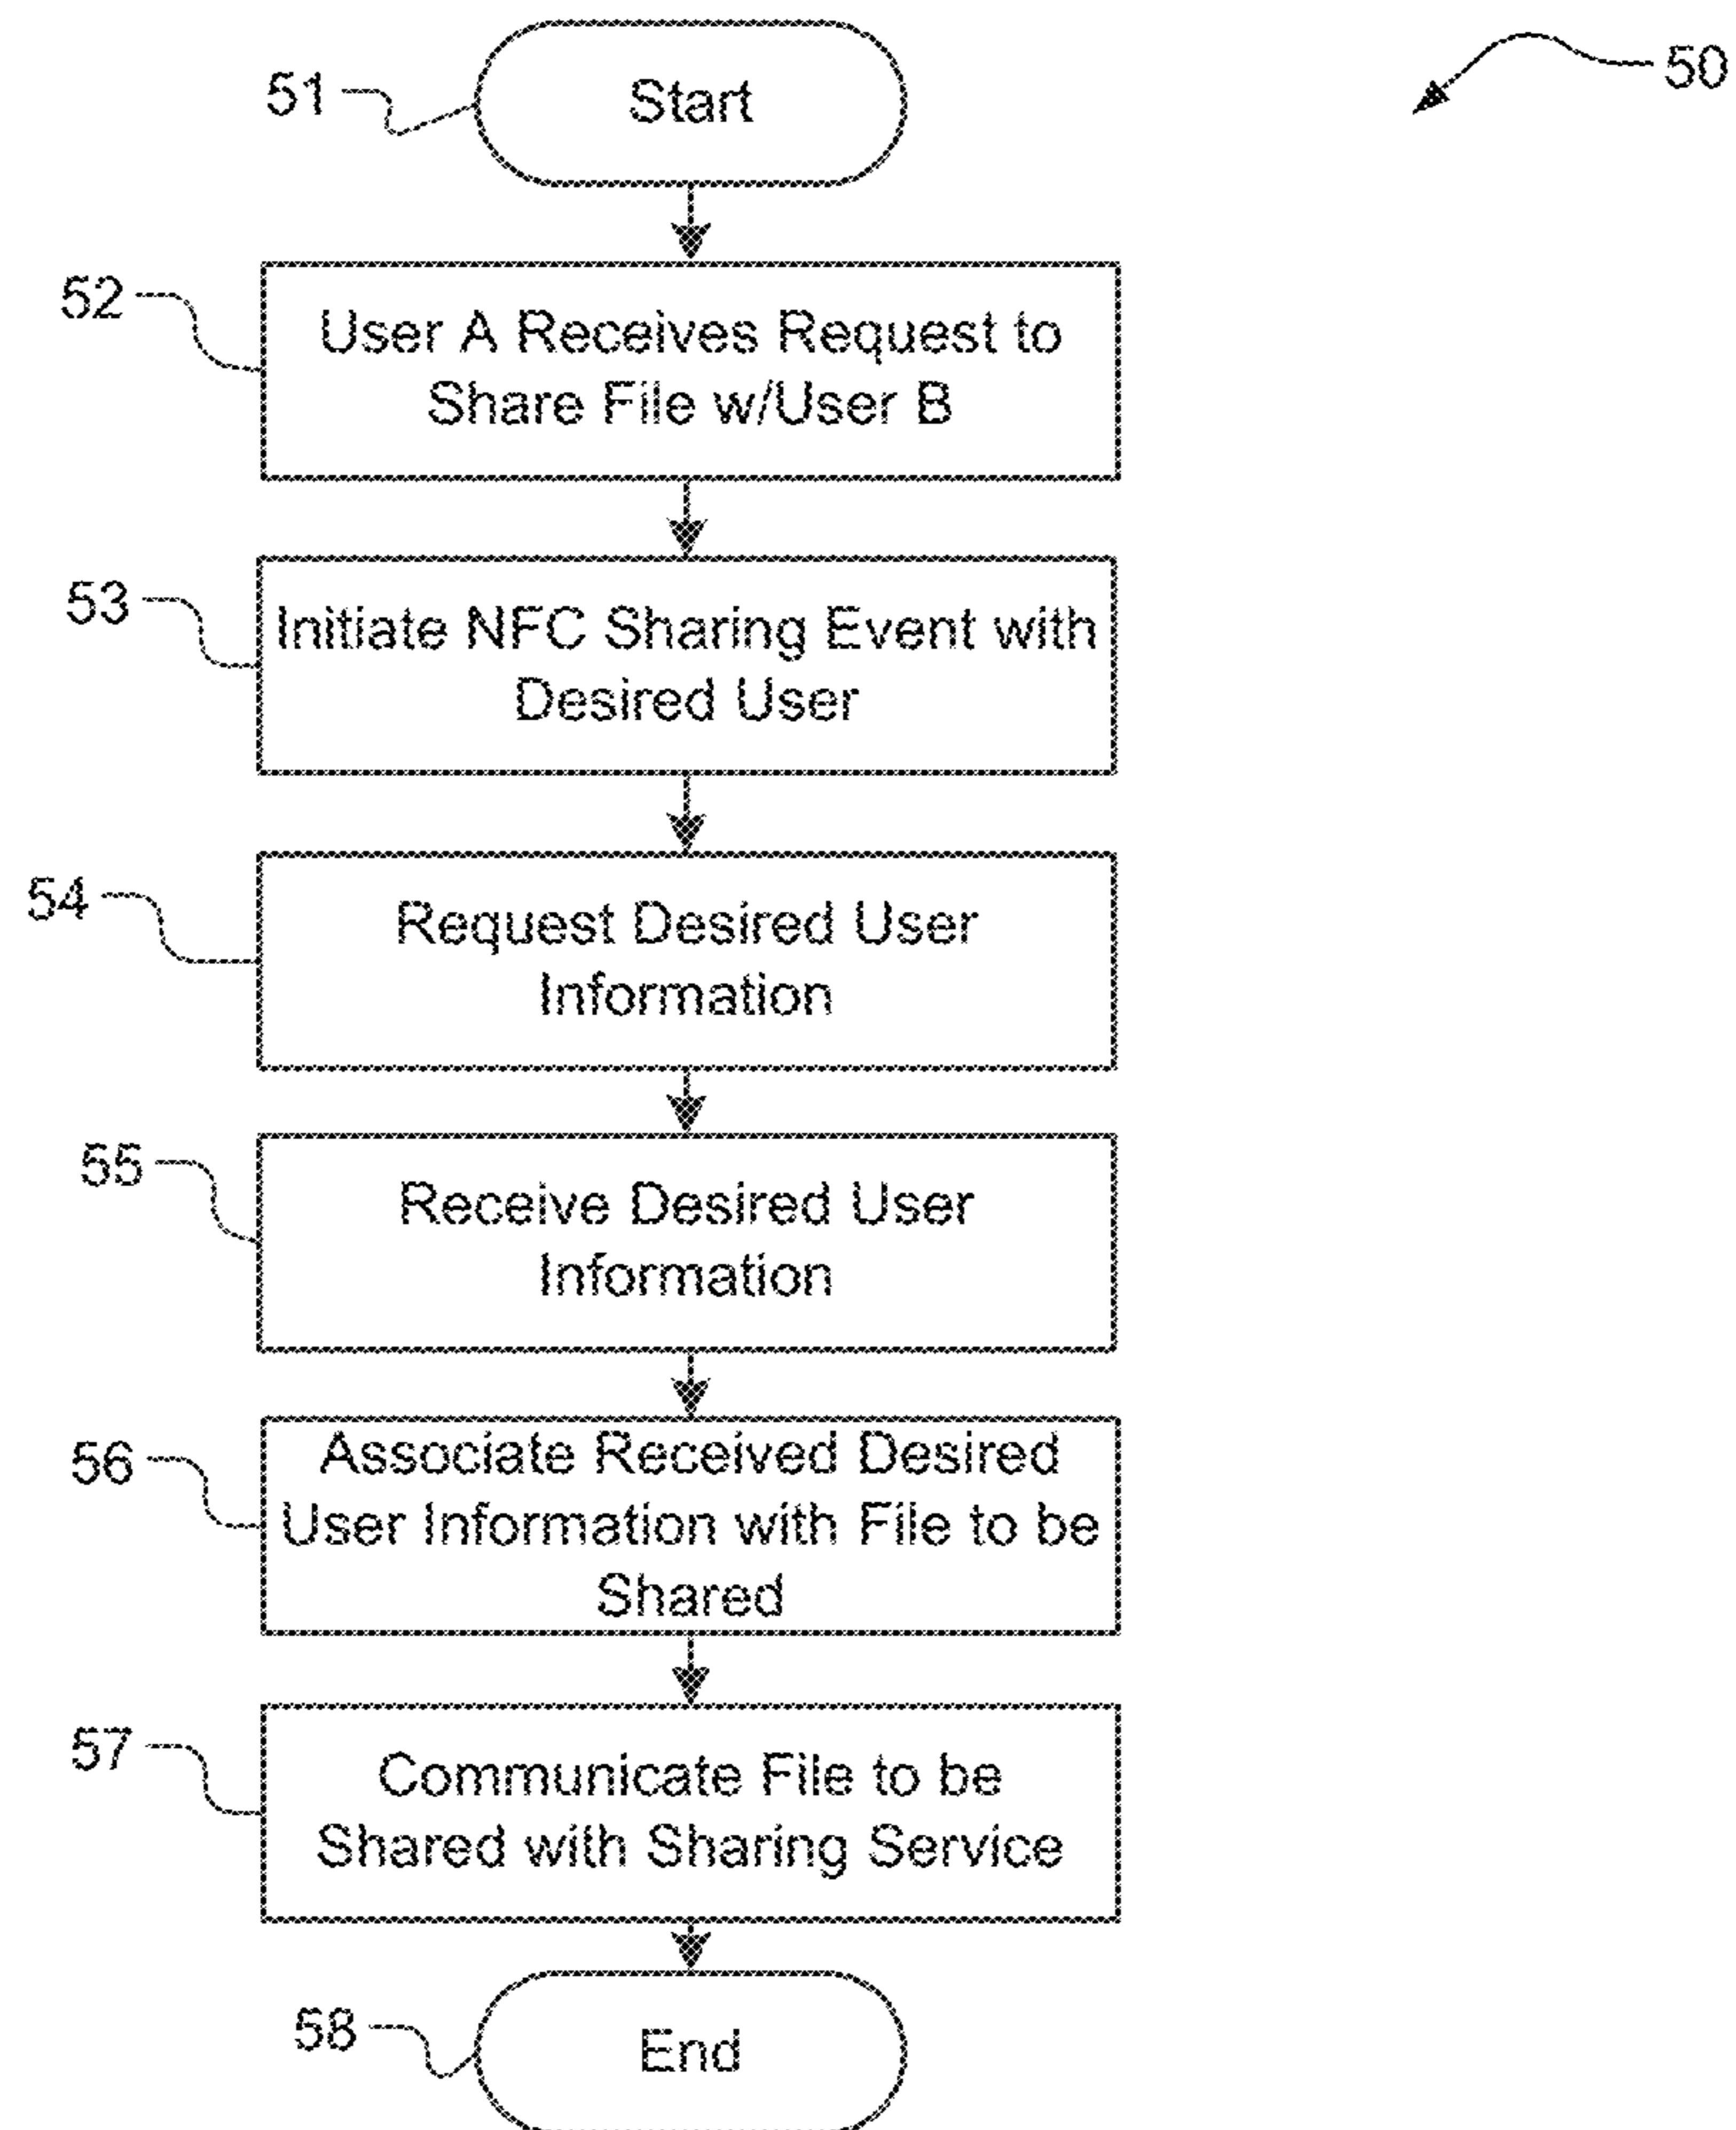 50
51
Start
52
User A Receives Request to
Share File w/User B
53
Initiate NFC Sharing Event with
Desired User
54
Request Desired User
Information
55
Receive Desired User
Information
56
Associate Received Desired
User Information with File to be
Shared
57
Communicate File to be
Shared with Sharing Service
58
End